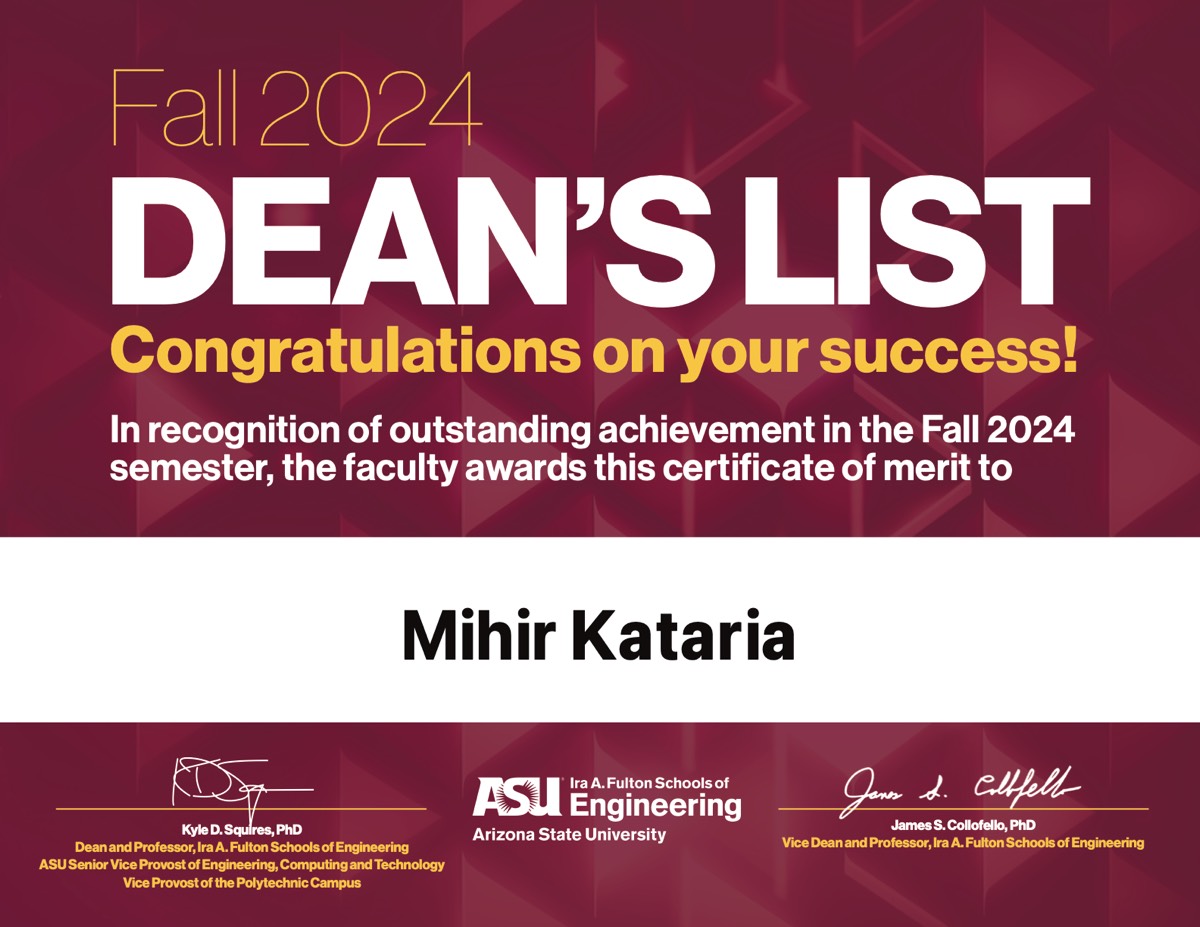 Fall 2024
DEAN’S LIST
Congratulations on your success!
In recognition of outstanding achievement in the Fall 2024
semester, the faculty awards this certificate of merit to
Mihir Kataria
KDSq
Kyle D. Squires, PhD
Dean and Professor, Ira A. Fulton Schools of Engineering
ASU Senior Vice Provost of Engineering, Computing and Technology
Vice Provost of the Polytechnic Campus
ASU Ira A. Fulton Schools of
Engineering
Arizona State University
James S. Collofello
James S. Collofello, PhD
Vice Dean and Professor, Ira A. Fulton Schools of Engineering